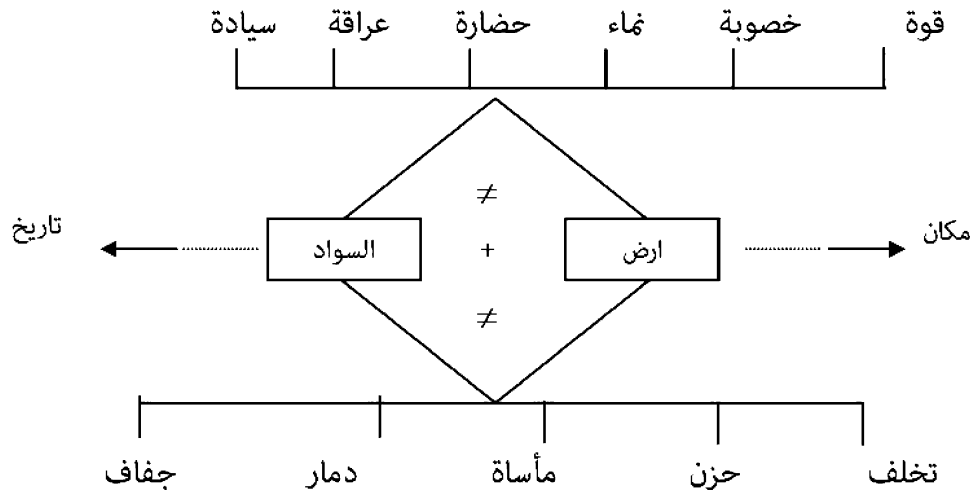 قوة خصوبة نماء حضارة عراقة سيادة
≠
مكان ارض + السواد تاريخ
≠
تخلف حزن مأساة دمار جفاف